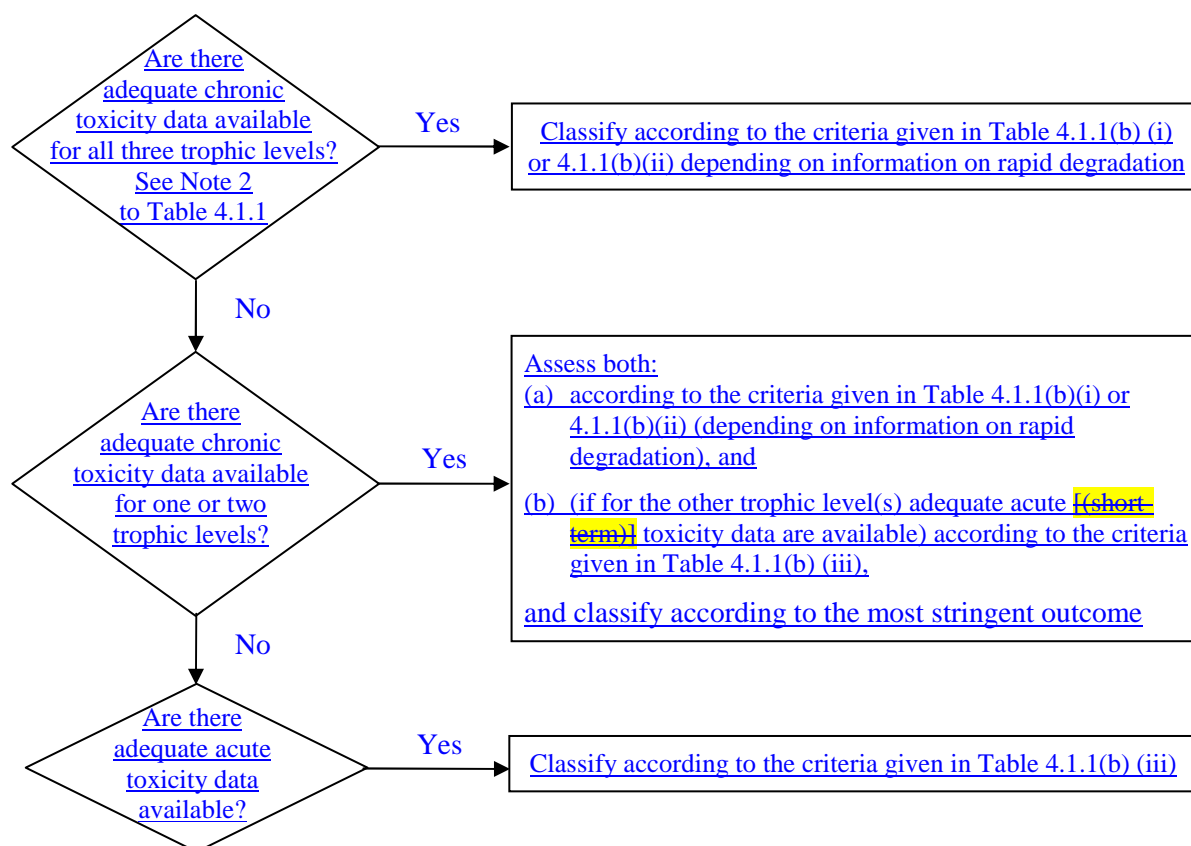 Are there
adequate chronic
toxicity data available
for all three trophic levels?
See Note 2
to Table 4.1.1
Yes
Classify according to the criteria given in Table 4.1.1(b) (i)
or 4.1.1(b)(ii) depending on information on rapid degradation
No
Are there
adequate chronic
toxicity data available
for one or two
trophic levels?
Yes
Assess both:
(a) according to the criteria given in Table 4.1.1(b)(i) or
4.1.1(b)(ii) (depending on information on rapid
degradation), and
(b) (if for the other trophic level(s) adequate acute [(short
term)] toxicity data are available) according to the criteria
given in Table 4.1.1(b) (iii),
and classify according to the most stringent outcome
No
Are there
adequate acute
toxicity data
available?
Yes
Classify according to the criteria given in Table 4.1.1(b) (iii)